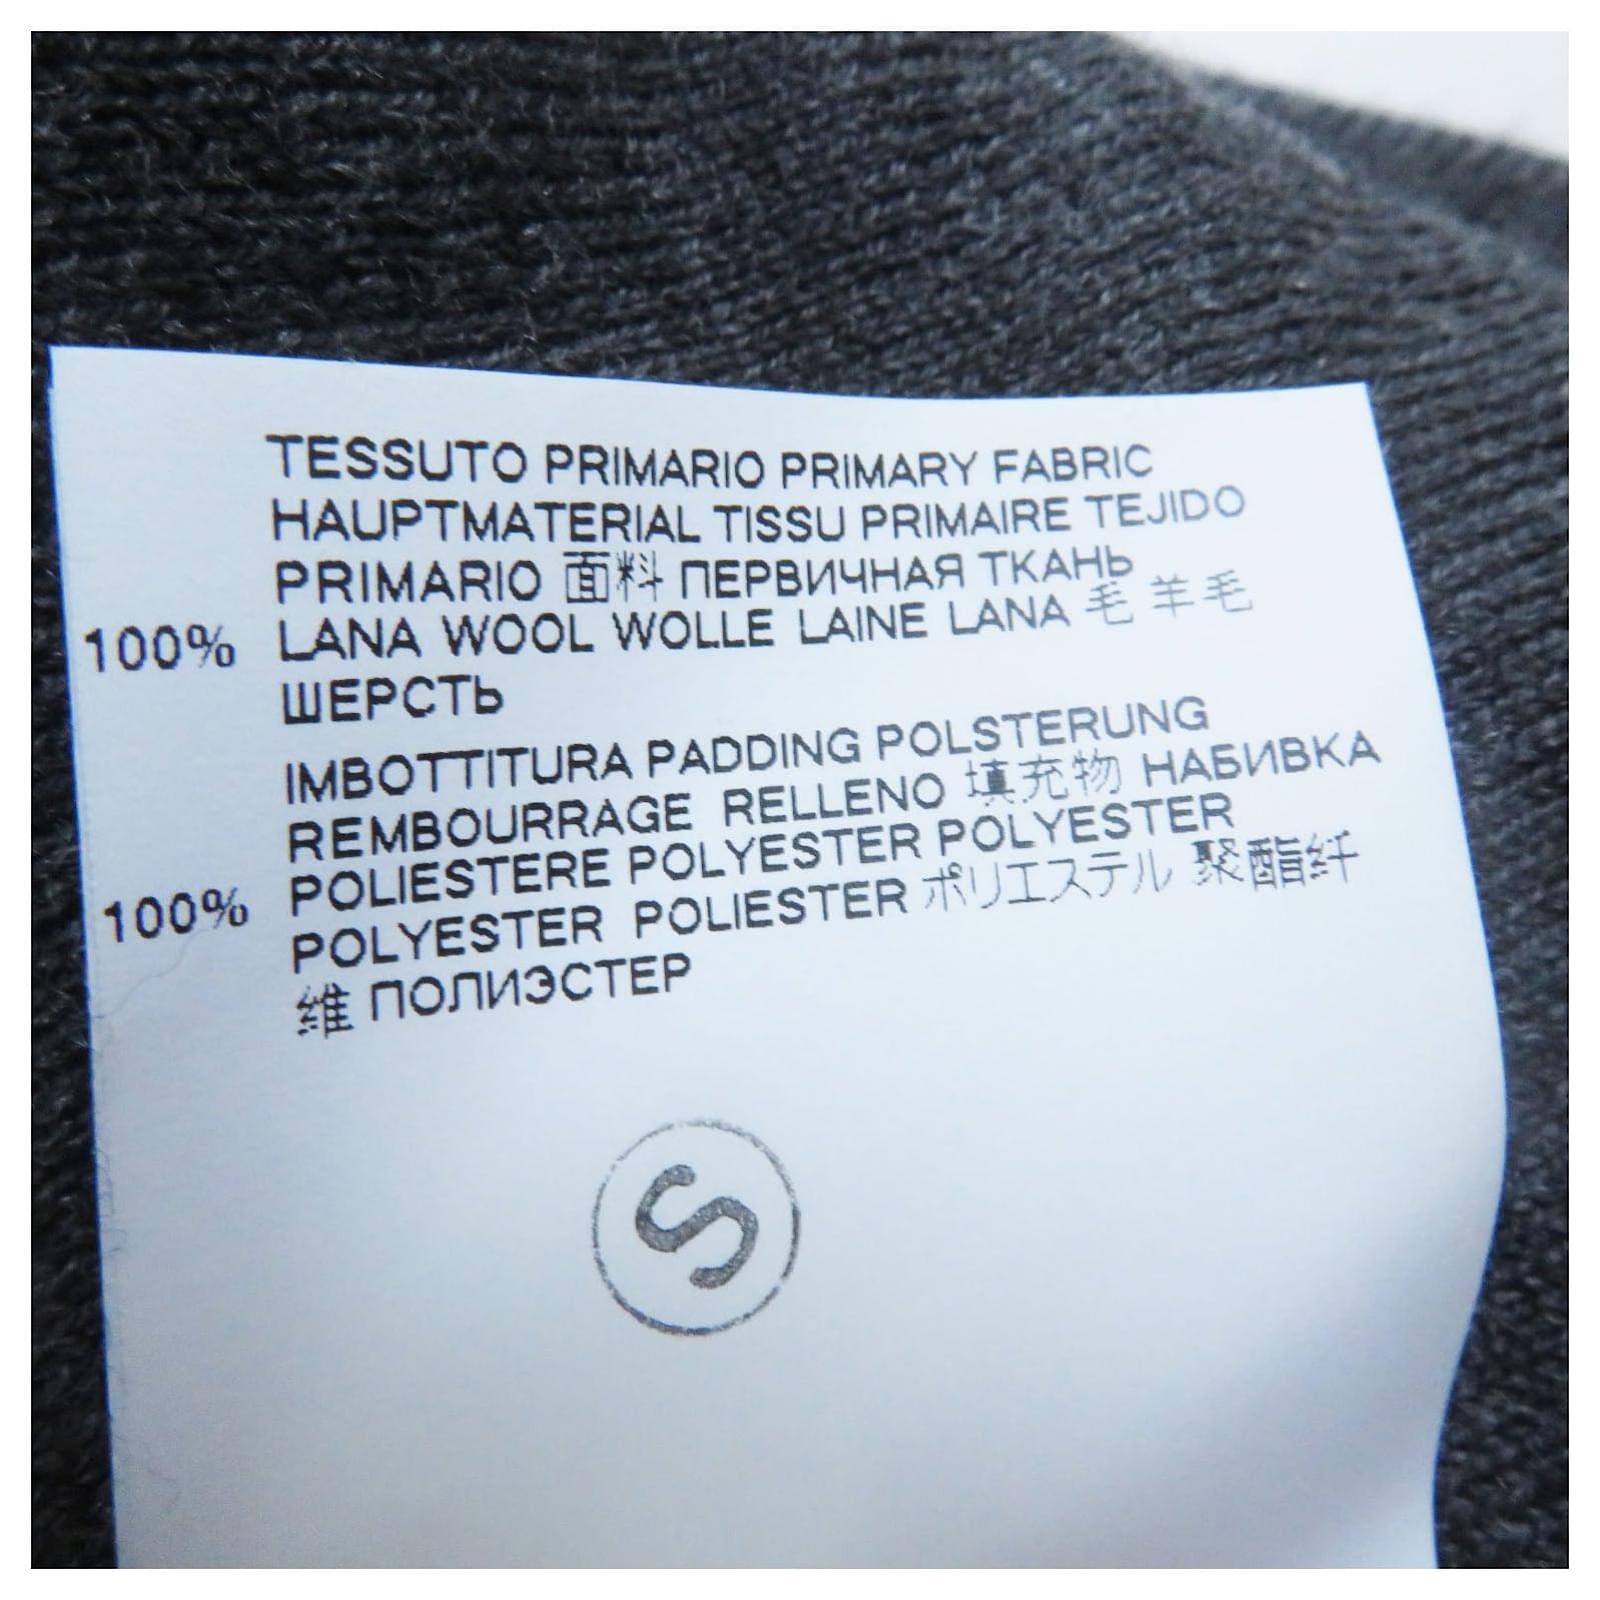 TESSUTO PRIMARIO PRIMARY FABRIC
HAUPTMATERIAL TISSU PRIMAIRE TEJIDO
PRIMARIO 面料 ПЕРВИЧНАЯ ТКАНЬ
100% LANA WOOL WOLLE LAINE LANA 毛 羊毛
ШЕРСТЬ
IMBOTTITURA PADDING POLSTERUNG
REMBOURRAGE RELLENO 填充物 НАБИВКА
100% POLIESTERE POLYESTER POLYESTER
POLYESTER POLIESTER ポリエステル 聚酯纤
維 ПОЛИЭСТЕР
S